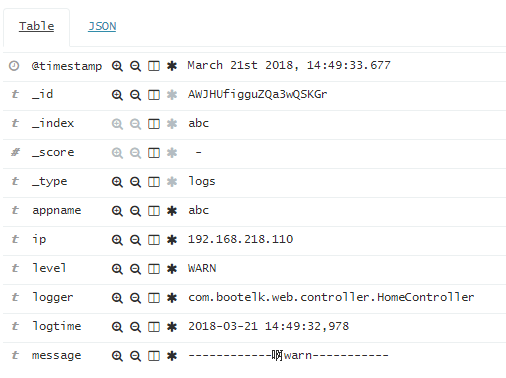 Table JSON
@timestamp March 21st 2018, 14:49:33.677
t _id AWJHUfigguZQa3wQSKGr
t _index abc
# _score -
t _type logs
t appname abc
t ip 192.168.218.110
t level WARN
t logger com.bootelk.web.controller.HomeController
t logtime 2018-03-21 14:49:32,978
t message ------------啊warn-----------